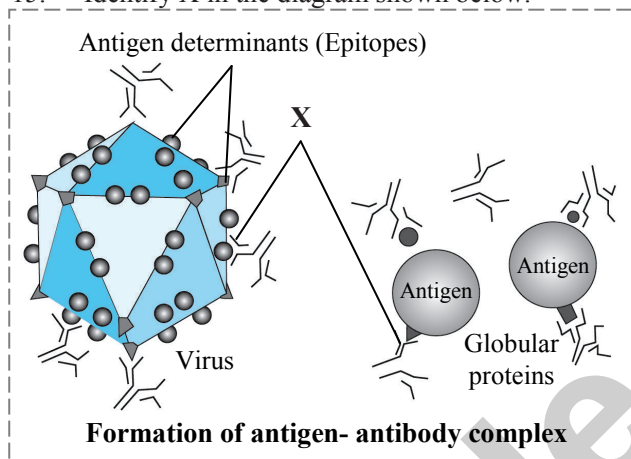 15. Identify X in the diagram shown below:
Antigen determinants (Epitopes)
X
Antigen
Antigen
Virus
Globular
proteins
Formation of antigen- antibody complex